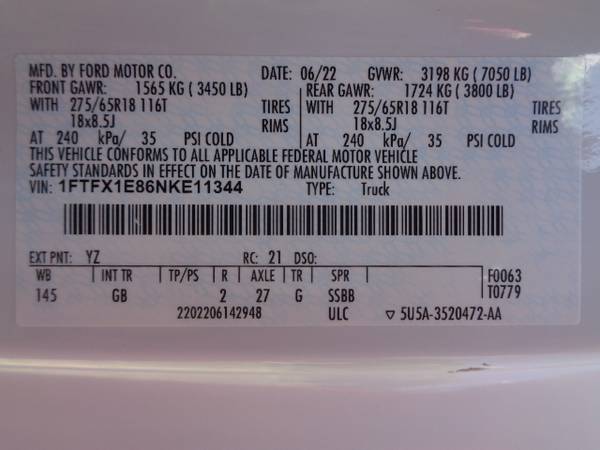 MFD. BY FORD MOTOR CO. DATE: 06/22 GVWR: 3198 KG ( 7050 LB)
FRONT GAWR: 1565 KG ( 3450 LB) REAR GAWR: 1724 KG ( 3800 LB)
WITH 275/65R18 116T TIRES WITH 275/65R18 116T TIRES
18x8.5J RIMS 18x8.5J RIMS
AT 240 kPa/ 35 PSI COLD AT 240 kPa/ 35 PSI COLD
THIS VEHICLE CONFORMS TO ALL APPLICABLE FEDERAL MOTOR VEHICLE
SAFETY STANDARDS IN EFFECT ON THE DATE OF MANUFACTURE SHOWN ABOVE.
VIN: 1FTFX1E86NKE11344 TYPE: Truck
EXT PNT: YZ RC: 21 DSO:
WB INT TR TP/PS R AXLE TR SPR F0063
145 GB 2 27 G SSBB T0779
2202206142948 ULC ▽ 5U5A-3520472-AA